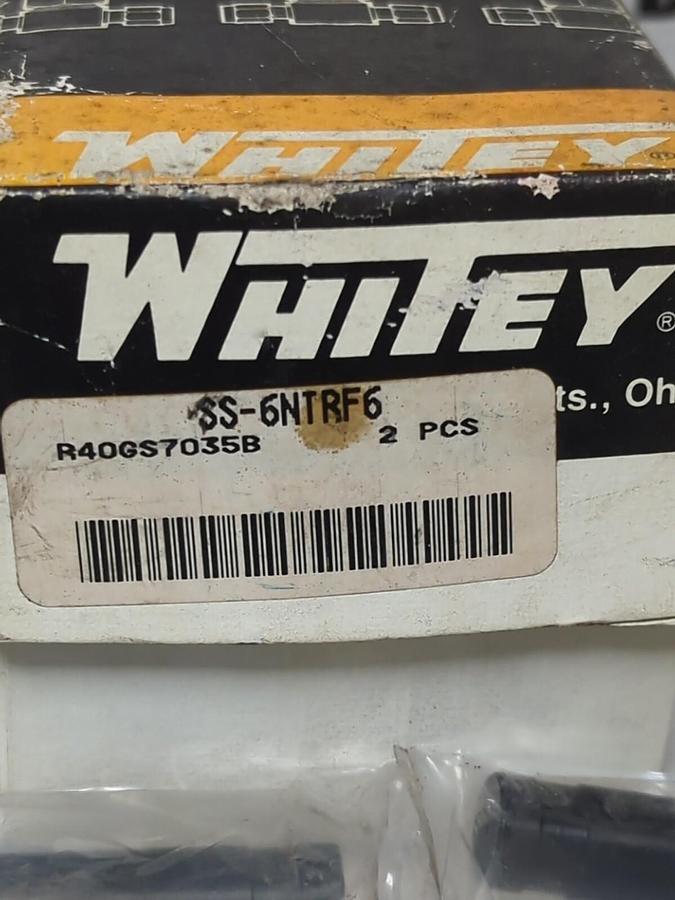 WHITEY
WHITEY®
ts., Oh
SS-6NTRF6
R40GS7035B 2 PCS